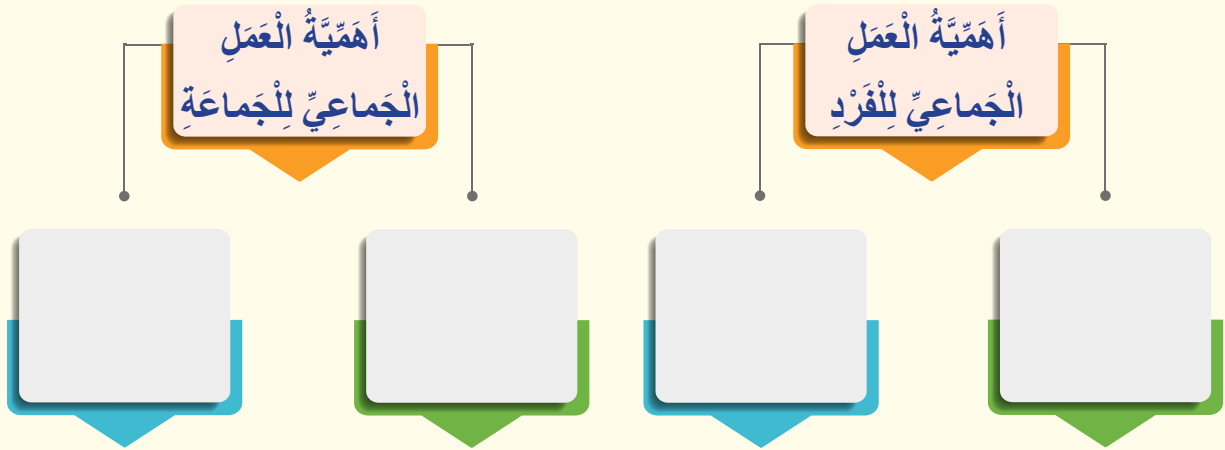 أَهَمِّيَّةُ الْعَمَلِ
الْجَماعِيِّ لِلْفَرْدِ
أَهَمِّيَّةُ الْعَمَلِ
الْجَماعِيِّ لِلْجَماعَةِ